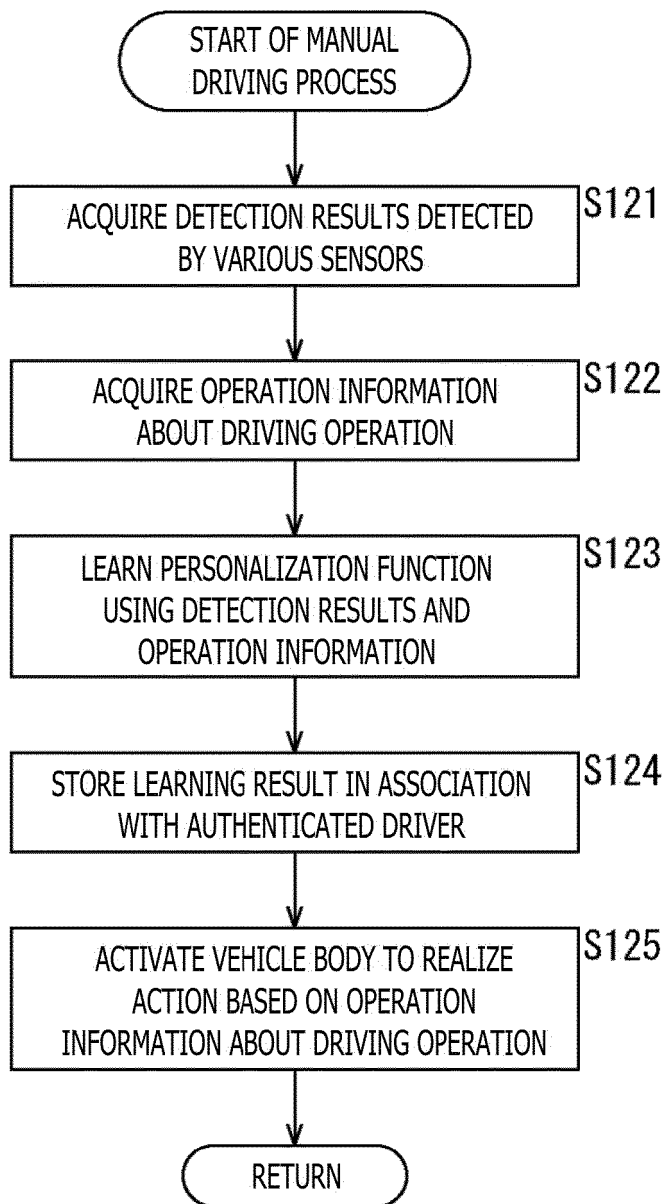 START OF MANUAL
DRIVING PROCESS
S121
ACQUIRE DETECTION RESULTS DETECTED
BY VARIOUS SENSORS
S122
ACQUIRE OPERATION INFORMATION
ABOUT DRIVING OPERATION
S123
LEARN PERSONALIZATION FUNCTION
USING DETECTION RESULTS AND
OPERATION INFORMATION
S124
STORE LEARNING RESULT IN ASSOCIATION
WITH AUTHENTICATED DRIVER
S125
ACTIVATE VEHICLE BODY TO REALIZE
ACTION BASED ON OPERATION
INFORMATION ABOUT DRIVING OPERATION
RETURN